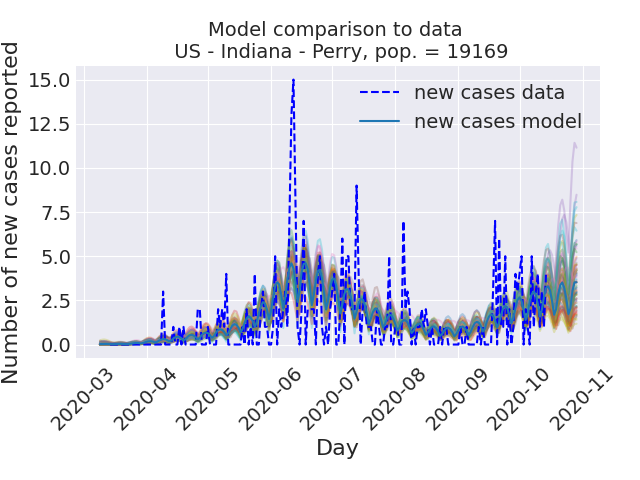 Model comparison to data
US - Indiana - Perry, pop. = 19169
Number of new cases reported
15.0
12.5
10.0
7.5
5.0
2.5
0.0
new cases data
new cases model
2020-03
2020-04
2020-05
2020-06
2020-07
2020-08
2020-09
2020-10
2020-11
Day